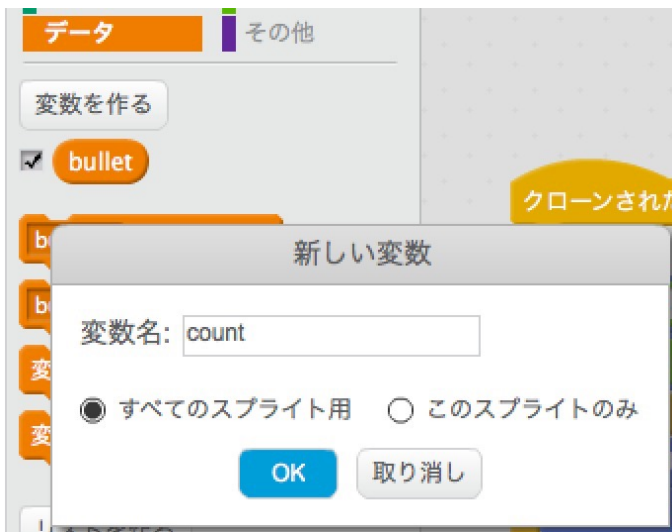 データ その他
変数を作る
bullet
クローンされた
新しい変数
変数名: count
すべてのスプライト用 このスプライトのみ
OK 取り消し